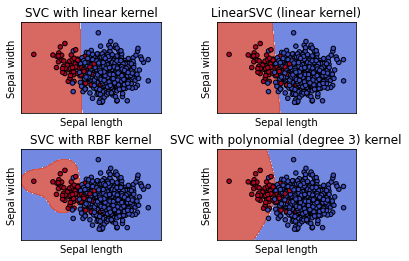 SVC with linear kernel
LinearSVC (linear kernel)
Sepal width
Sepal length
Sepal width
Sepal length
SVC with RBF kernel
SVC with polynomial (degree 3) kernel
Sepal width
Sepal length
Sepal width
Sepal length